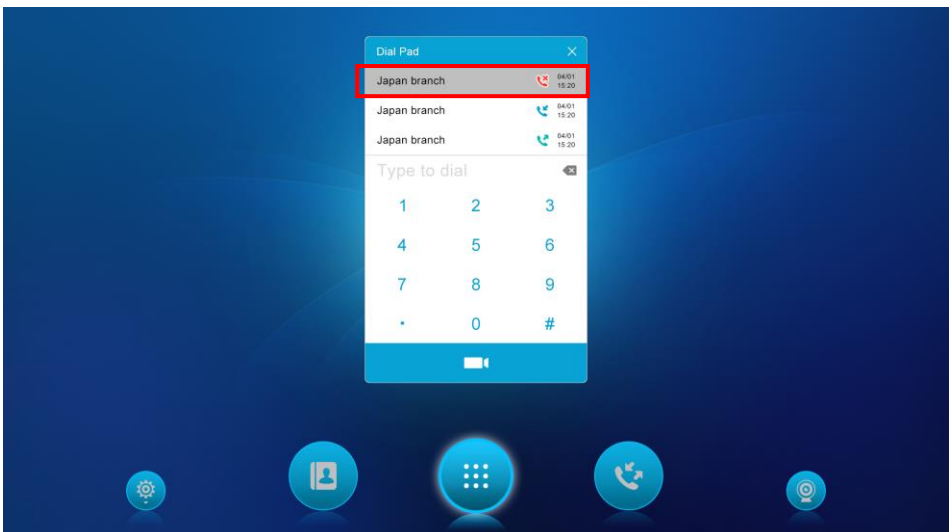 Dial Pad
Japan branch 04/01 15:20
Japan branch 04/01 15:20
Japan branch 04/01 15:20
Type to dial
1 2 3
4 5 6
7 8 9
. 0 #